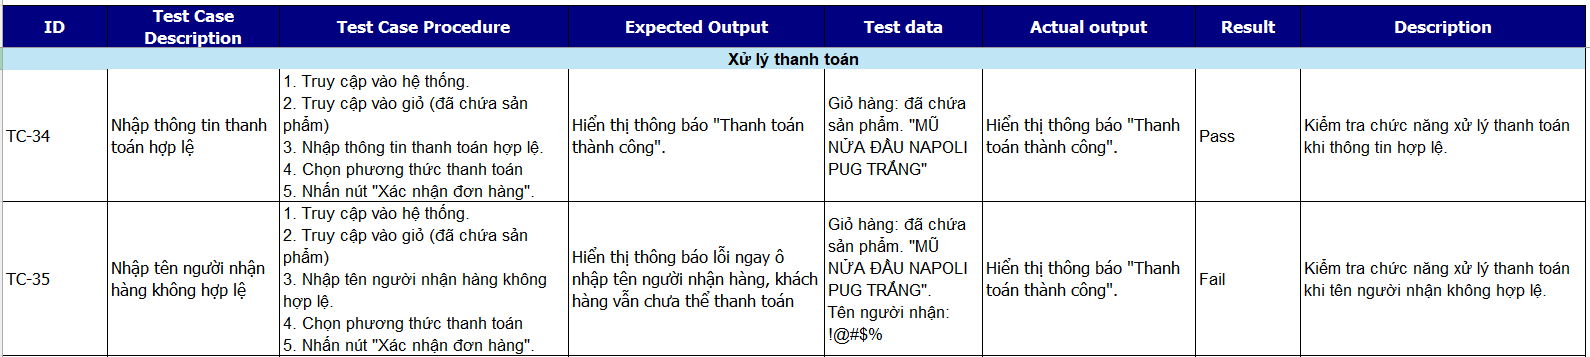 ID
Test Case
Description
Test Case Procedure
Expected Output
Test data
Actual output
Result
Description
Xử lý thanh toán
TC-34
Nhập thông tin thanh
toán hợp lệ
1. Truy cập vào hệ thống.
2. Truy cập vào giỏ (đã chứa sản
phẩm)
3. Nhập thông tin thanh toán hợp lệ.
4. Chọn phương thức thanh toán
5. Nhấn nút "Xác nhận đơn hàng".
Hiển thị thông báo "Thanh toán
thành công".
Giỏ hàng: đã chứa
sản phẩm. "MŨ
NỬA ĐẦU NAPOLI
PUG TRẮNG"
Hiển thị thông báo "Thanh
toán thành công".
Pass
Kiểm tra chức năng xử lý thanh toán
khi thông tin hợp lệ.
TC-35
Nhập tên người nhận
hàng không hợp lệ
1. Truy cập vào hệ thống.
2. Truy cập vào giỏ (đã chứa sản
phẩm)
3. Nhập tên người nhận hàng không
hợp lệ.
4. Chọn phương thức thanh toán
5. Nhấn nút "Xác nhận đơn hàng".
Hiển thị thông báo lỗi ngay ô
nhập tên người nhận hàng, khách
hàng vẫn chưa thể thanh toán
Giỏ hàng: đã chứa
sản phẩm. "MŨ
NỬA ĐẦU NAPOLI
PUG TRẮNG".
Tên người nhận:
!@#$%
Hiển thị thông báo "Thanh
toán thành công".
Fail
Kiểm tra chức năng xử lý thanh toán
khi tên người nhận không hợp lệ.